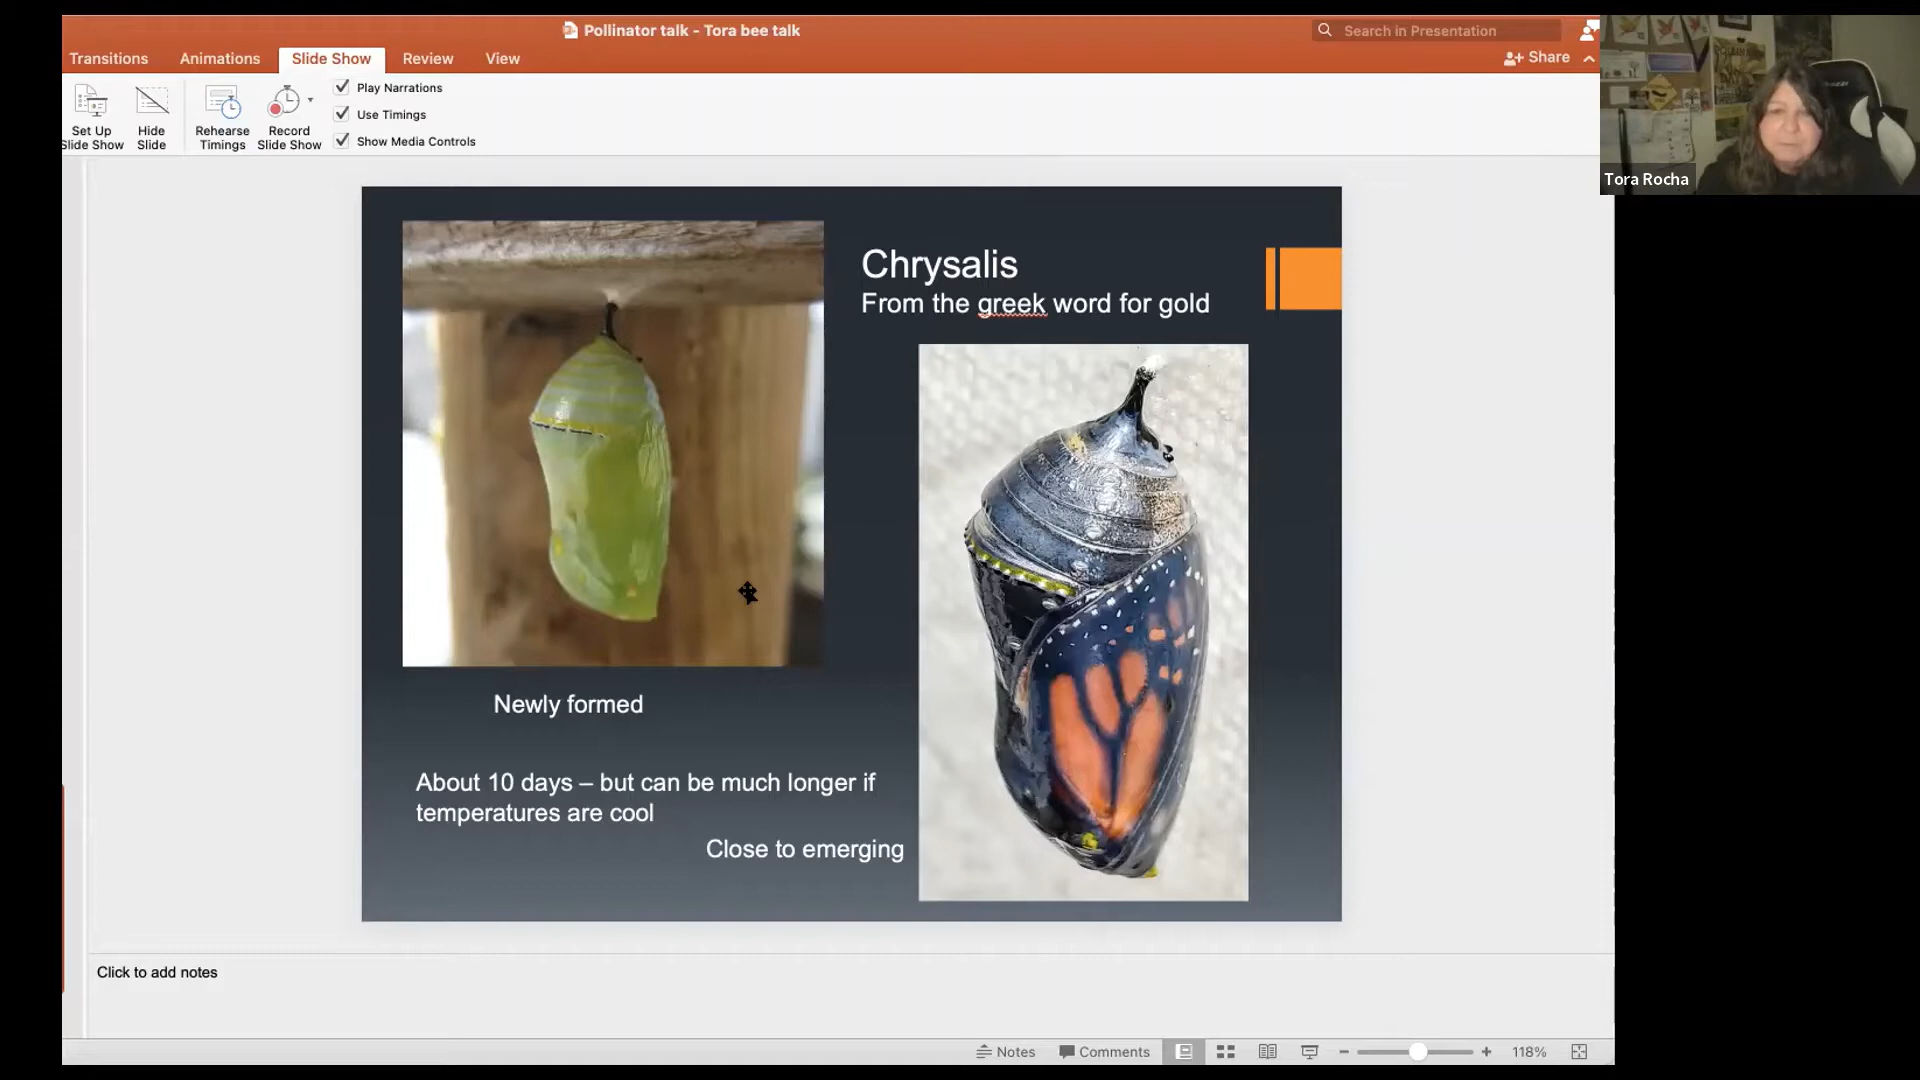 Pollinator talk - Tora bee talk
Search in Presentation
Transitions
Animations
Slide Show
Review
View
Share
Set Up
Slide Show
Hide
Slide
Rehearse
Timings
Record
Slide Show
Play Narrations
Use Timings
Show Media Controls
Tora Rocha
Chrysalis
From the greek word for gold
Newly formed
About 10 days – but can be much longer if
temperatures are cool
Close to emerging
Click to add notes
Notes
Comments
118%